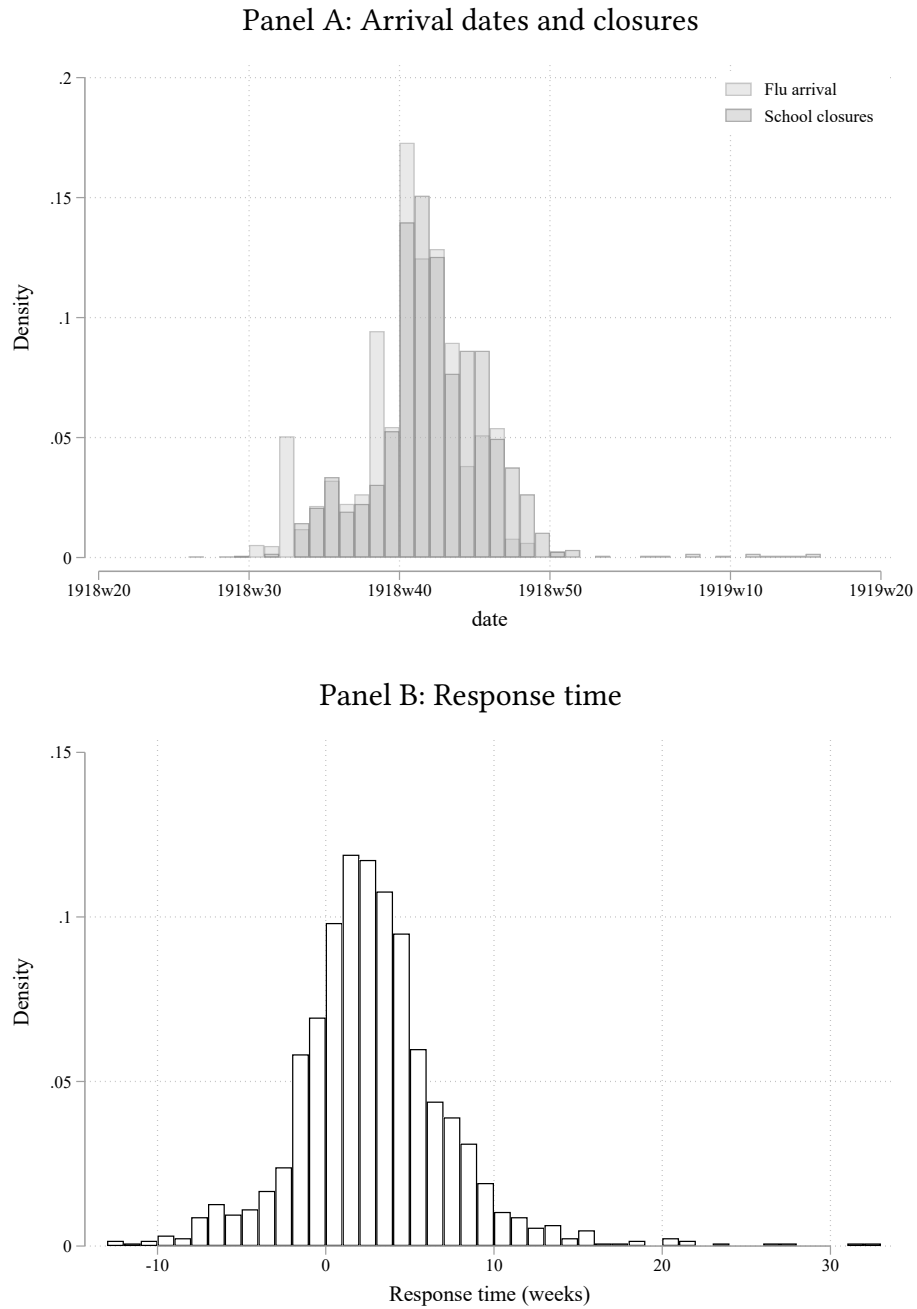 Panel A: Arrival dates and closures
.2
Flu arrival
School closures
.15
.1
.05
0
Density
1918w20 1918w30 1918w40 1918w50 1919w10 1919w20
date
Panel B: Response time
.15
.1
.05
0
Density
-10 0 10 20 30
Response time (weeks)